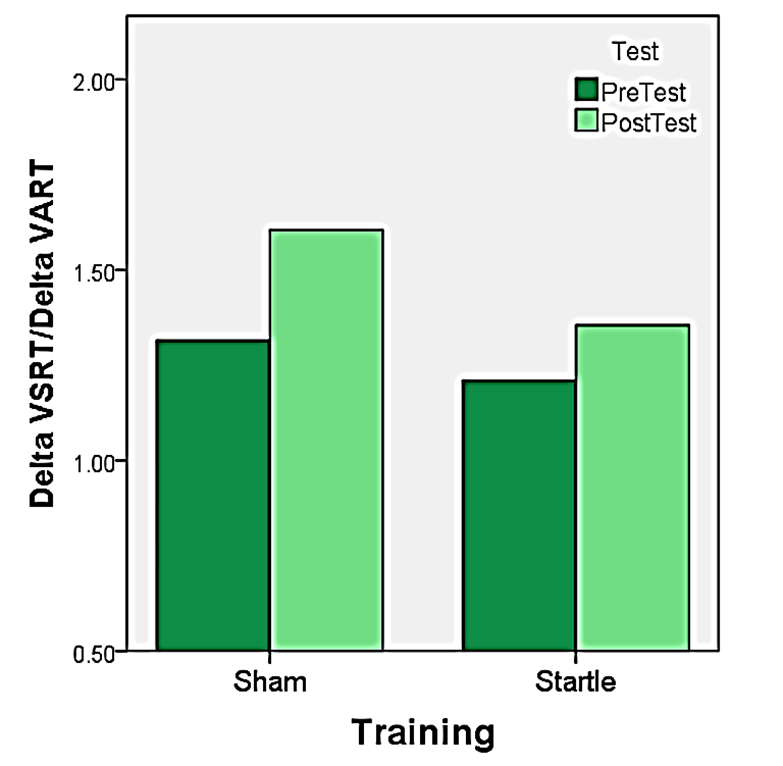 Test
PreTest
PostTest
2.00
1.50
1.00
0.50
Delta VSRT/Delta VART
Sham
Startle
Training